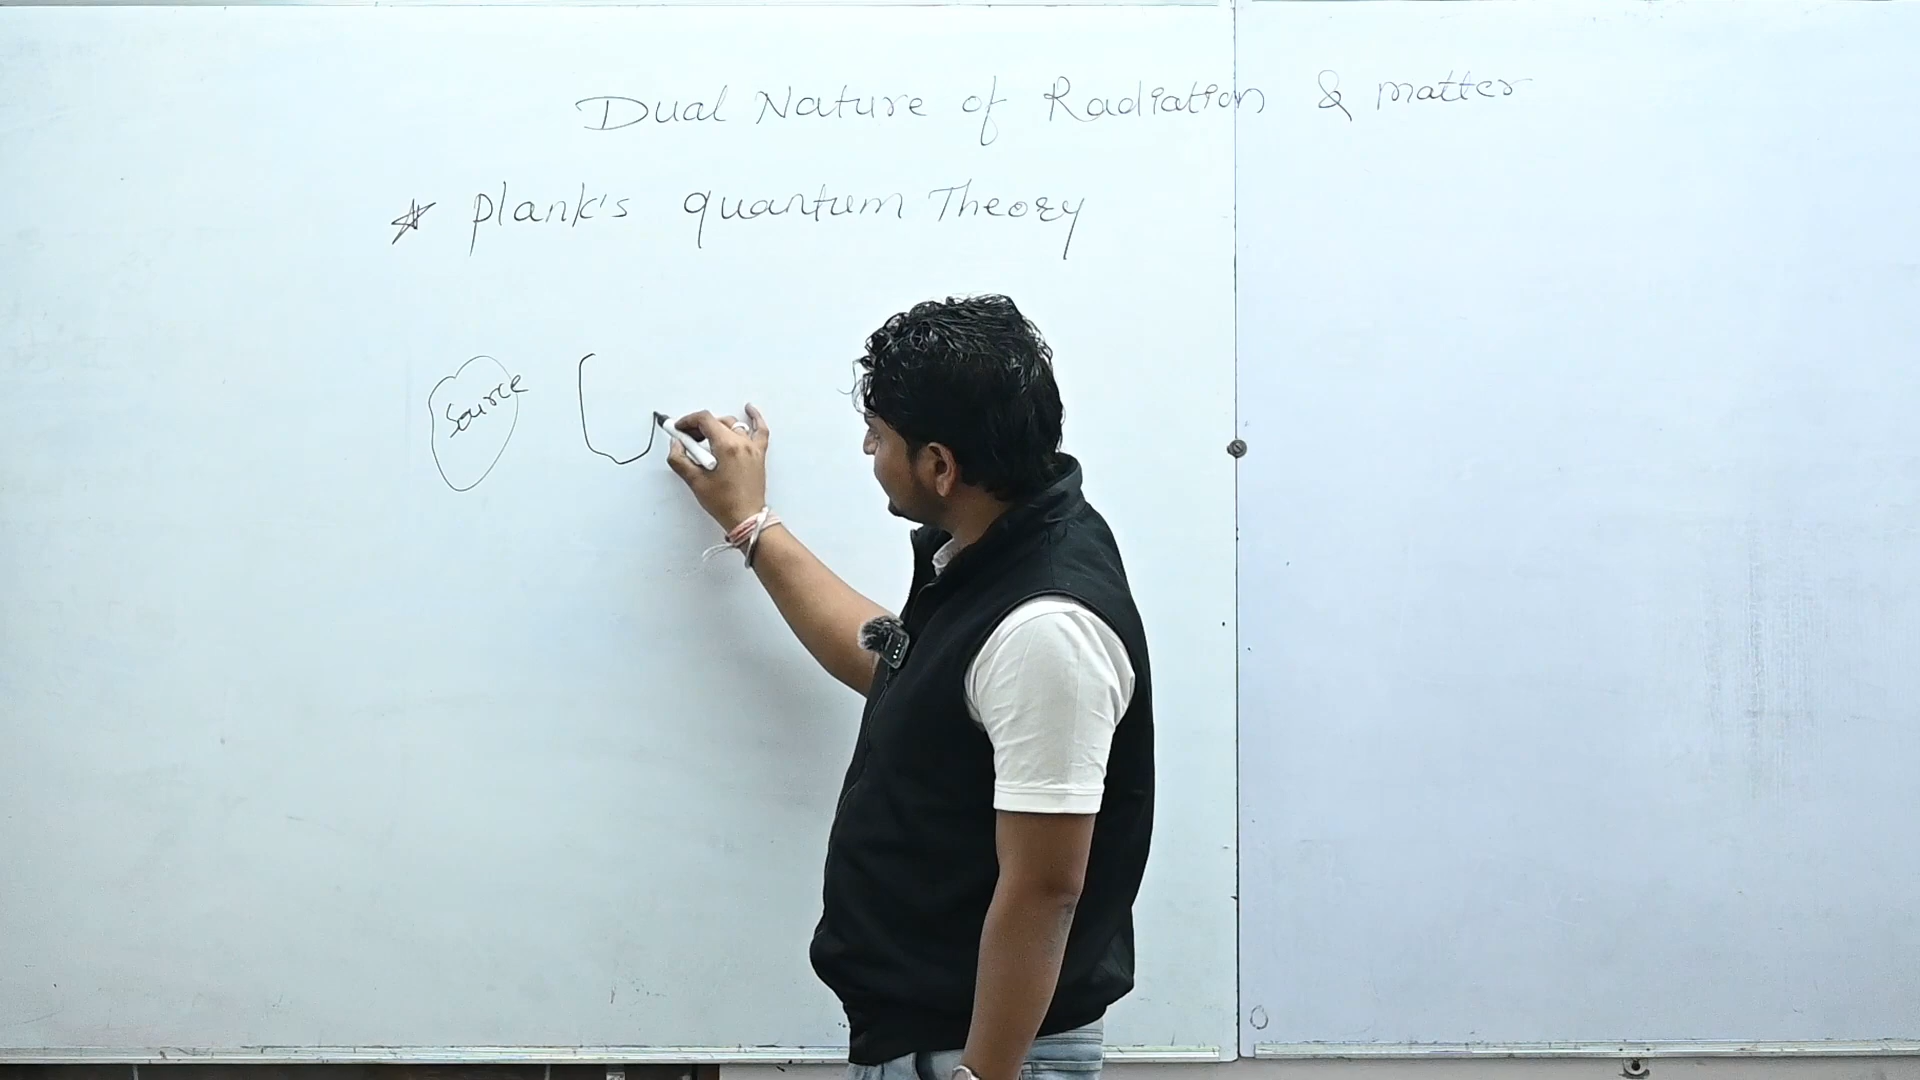 Dual Nature of Radiation & matter
plank's quantum Theory
Source